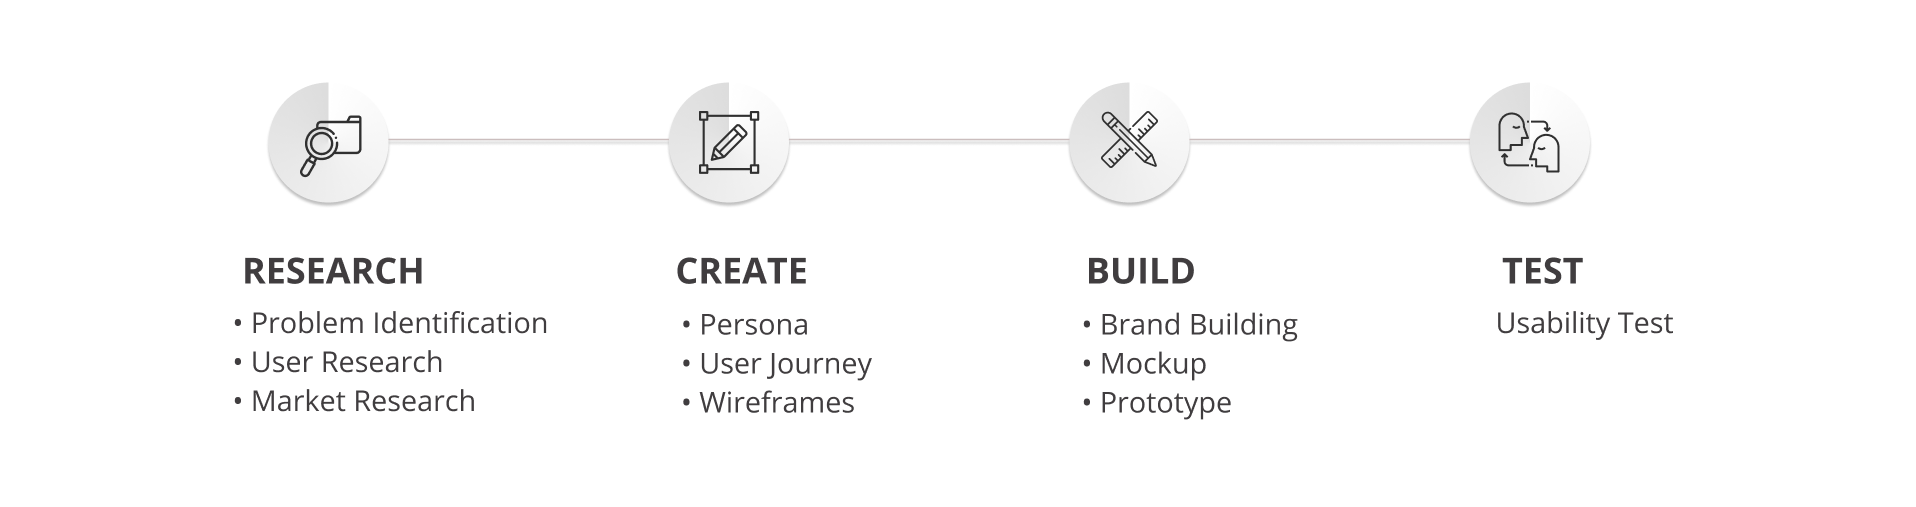 RESEARCH
• Problem Identification
• User Research
• Market Research
CREATE
• Persona
• User Journey
• Wireframes
BUILD
• Brand Building
• Mockup
• Prototype
TEST
Usability Test